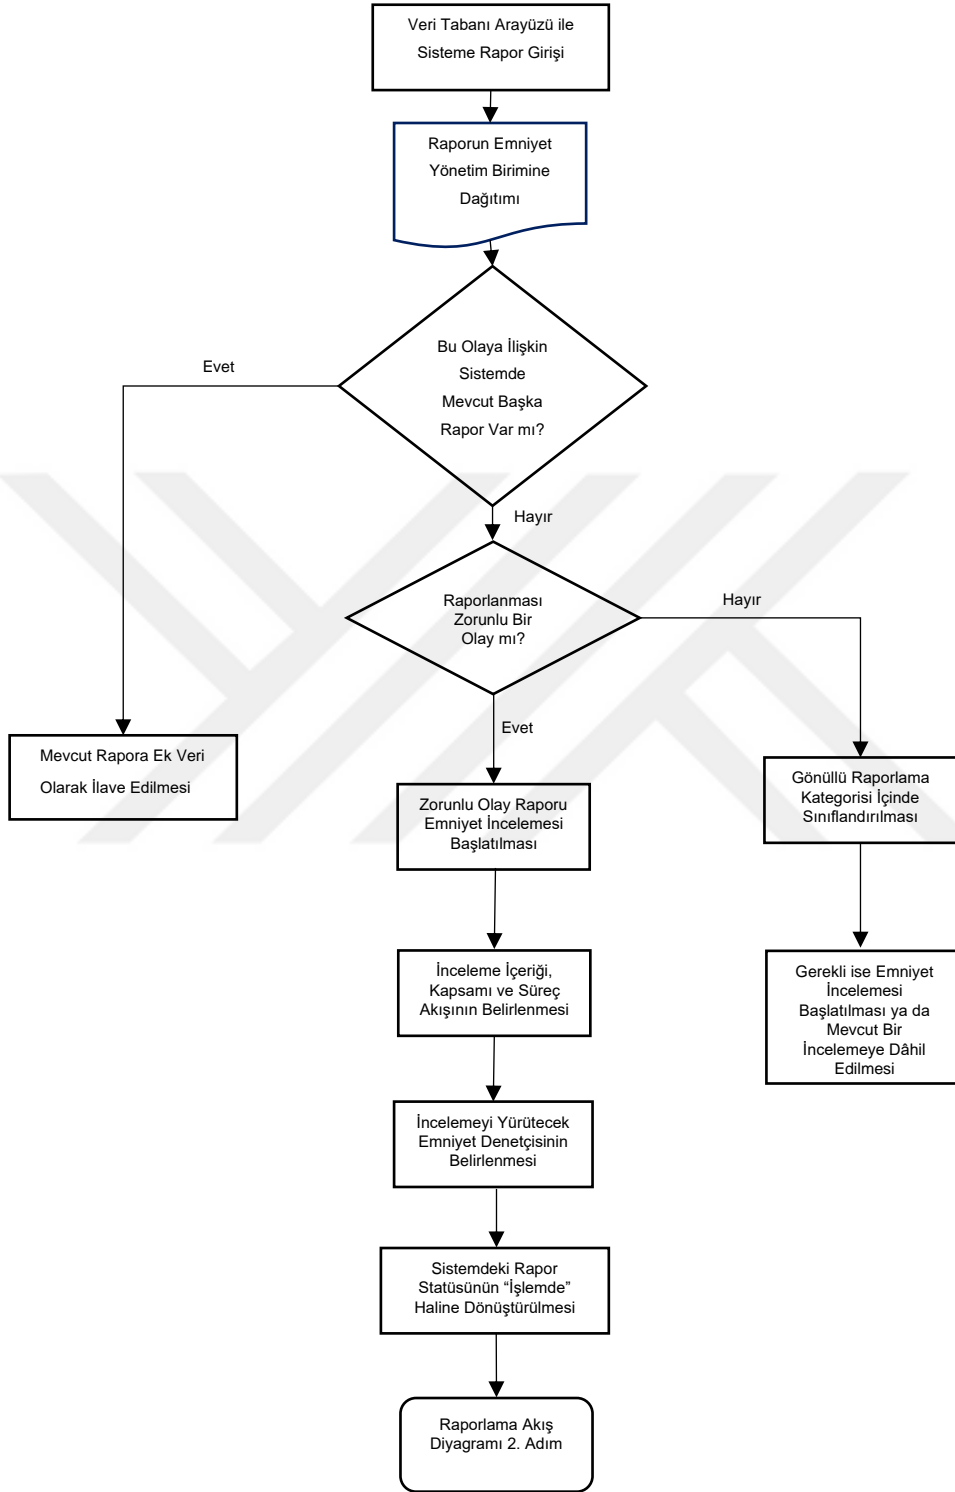 Veri Tabanı Arayüzü ile
Sisteme Rapor Girişi
Raporun Emniyet
Yönetim Birimine
Dağıtımı
Bu Olaya İlişkin
Sistemde
Mevcut Başka
Rapor Var mı?
Evet
Hayır
Raporlanması
Zorunlu Bir
Olay mı?
Hayır
Evet
Mevcut Rapora Ek Veri
Olarak İlave Edilmesi
Zorunlu Olay Raporu
Emniyet İncelemesi
Başlatılması
Gönüllü Raporlama
Kategorisi İçinde
Sınıflandırılması
İnceleme İçeriği,
Kapsamı ve Süreç
Akışının Belirlenmesi
Gerekli ise Emniyet
İncelemesi
Başlatılması ya da
Mevcut Bir
İncelemeye Dâhil
Edilmesi
İncelemeyi Yürütecek
Emniyet Denetçisinin
Belirlenmesi
Sistemdeki Rapor
Statüsünün “İşlemde”
Haline Dönüştürülmesi
Raporlama Akış
Diyagramı 2. Adım